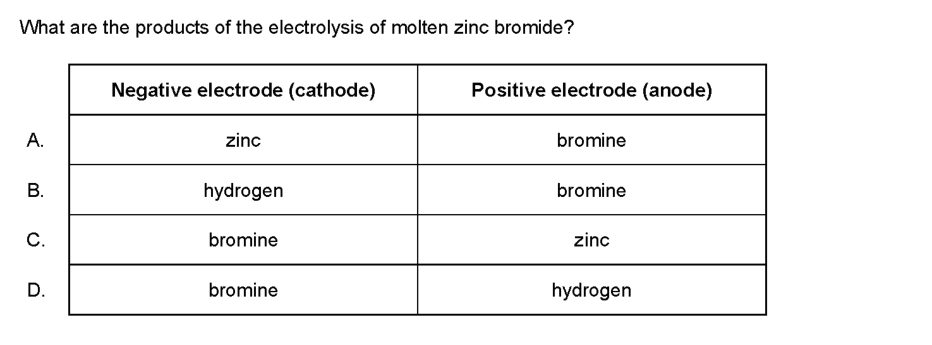 What are the products of the electrolysis of molten zinc bromide?
Negative electrode (cathode) Positive electrode (anode)
A. zinc bromine
B. hydrogen bromine
C. bromine zinc
D. bromine hydrogen